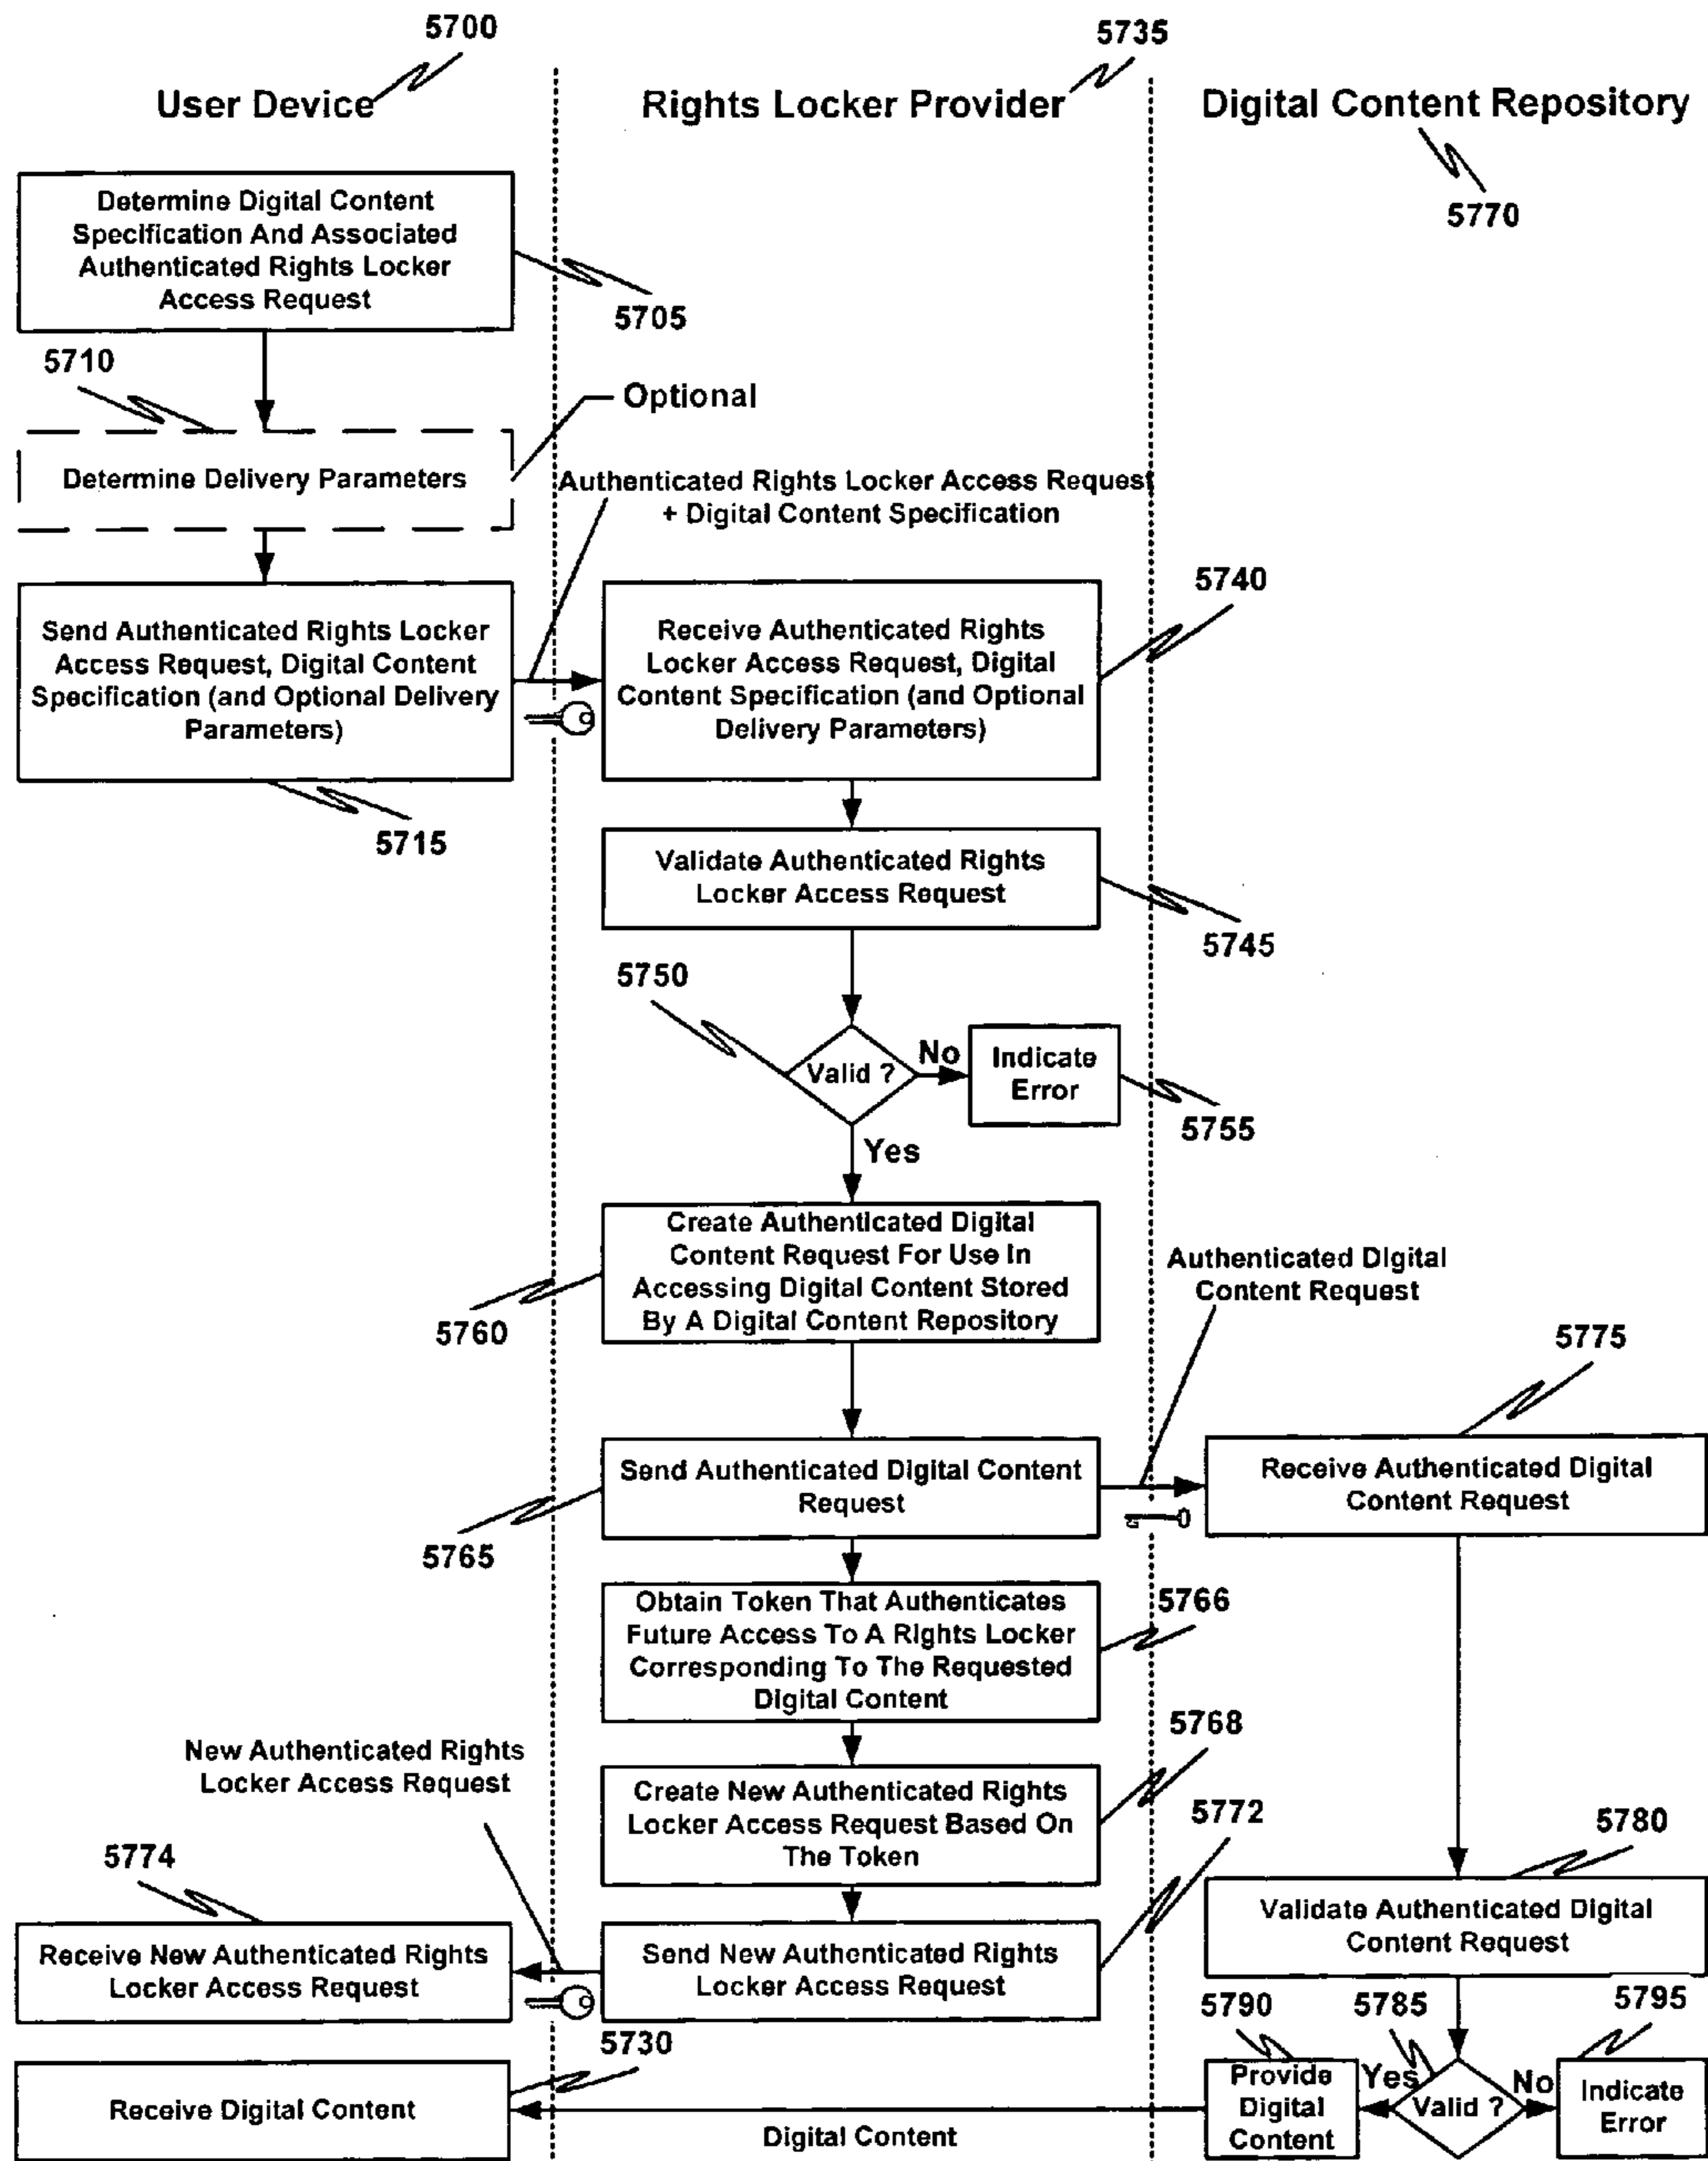 5700
5735
User Device
Rights Locker Provider
Digital Content Repository
5770
Determine Digital Content
Specification And Associated
Authenticated Rights Locker
Access Request
5705
5710
Optional
Determine Delivery Parameters
Authenticated Rights Locker Access Request
+ Digital Content Specification
5740
Send Authenticated Rights Locker
Access Request, Digital Content
Specification (and Optional Delivery
Parameters)
Receive Authenticated Rights
Locker Access Request, Digital
Content Specification (and Optional
Delivery Parameters)
5715
Validate Authenticated Rights
Locker Access Request
5745
5750
Valid ?
No
Indicate
Error
5755
Yes
Create Authenticated Digital
Content Request For Use In
Accessing Digital Content Stored
By A Digital Content Repository
5760
Authenticated Digital
Content Request
5775
Send Authenticated Digital Content
Request
5765
Receive Authenticated Digital
Content Request
Obtain Token That Authenticates
Future Access To A Rights Locker
Corresponding To The Requested
Digital Content
5766
5768
New Authenticated Rights
Locker Access Request
Create New Authenticated Rights
Locker Access Request Based On
The Token
5772
5774
5780
Receive New Authenticated Rights
Locker Access Request
Send New Authenticated Rights
Locker Access Request
Validate Authenticated Digital
Content Request
5730
5790
5785
5795
Receive Digital Content
Digital Content
Provide
Digital
Content
Yes
Valid ?
No
Indicate
Error